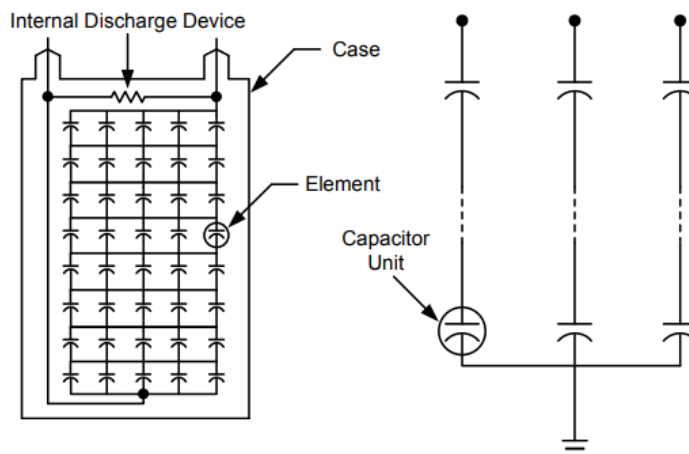 Internal Discharge Device
Case
Element
Capacitor
Unit